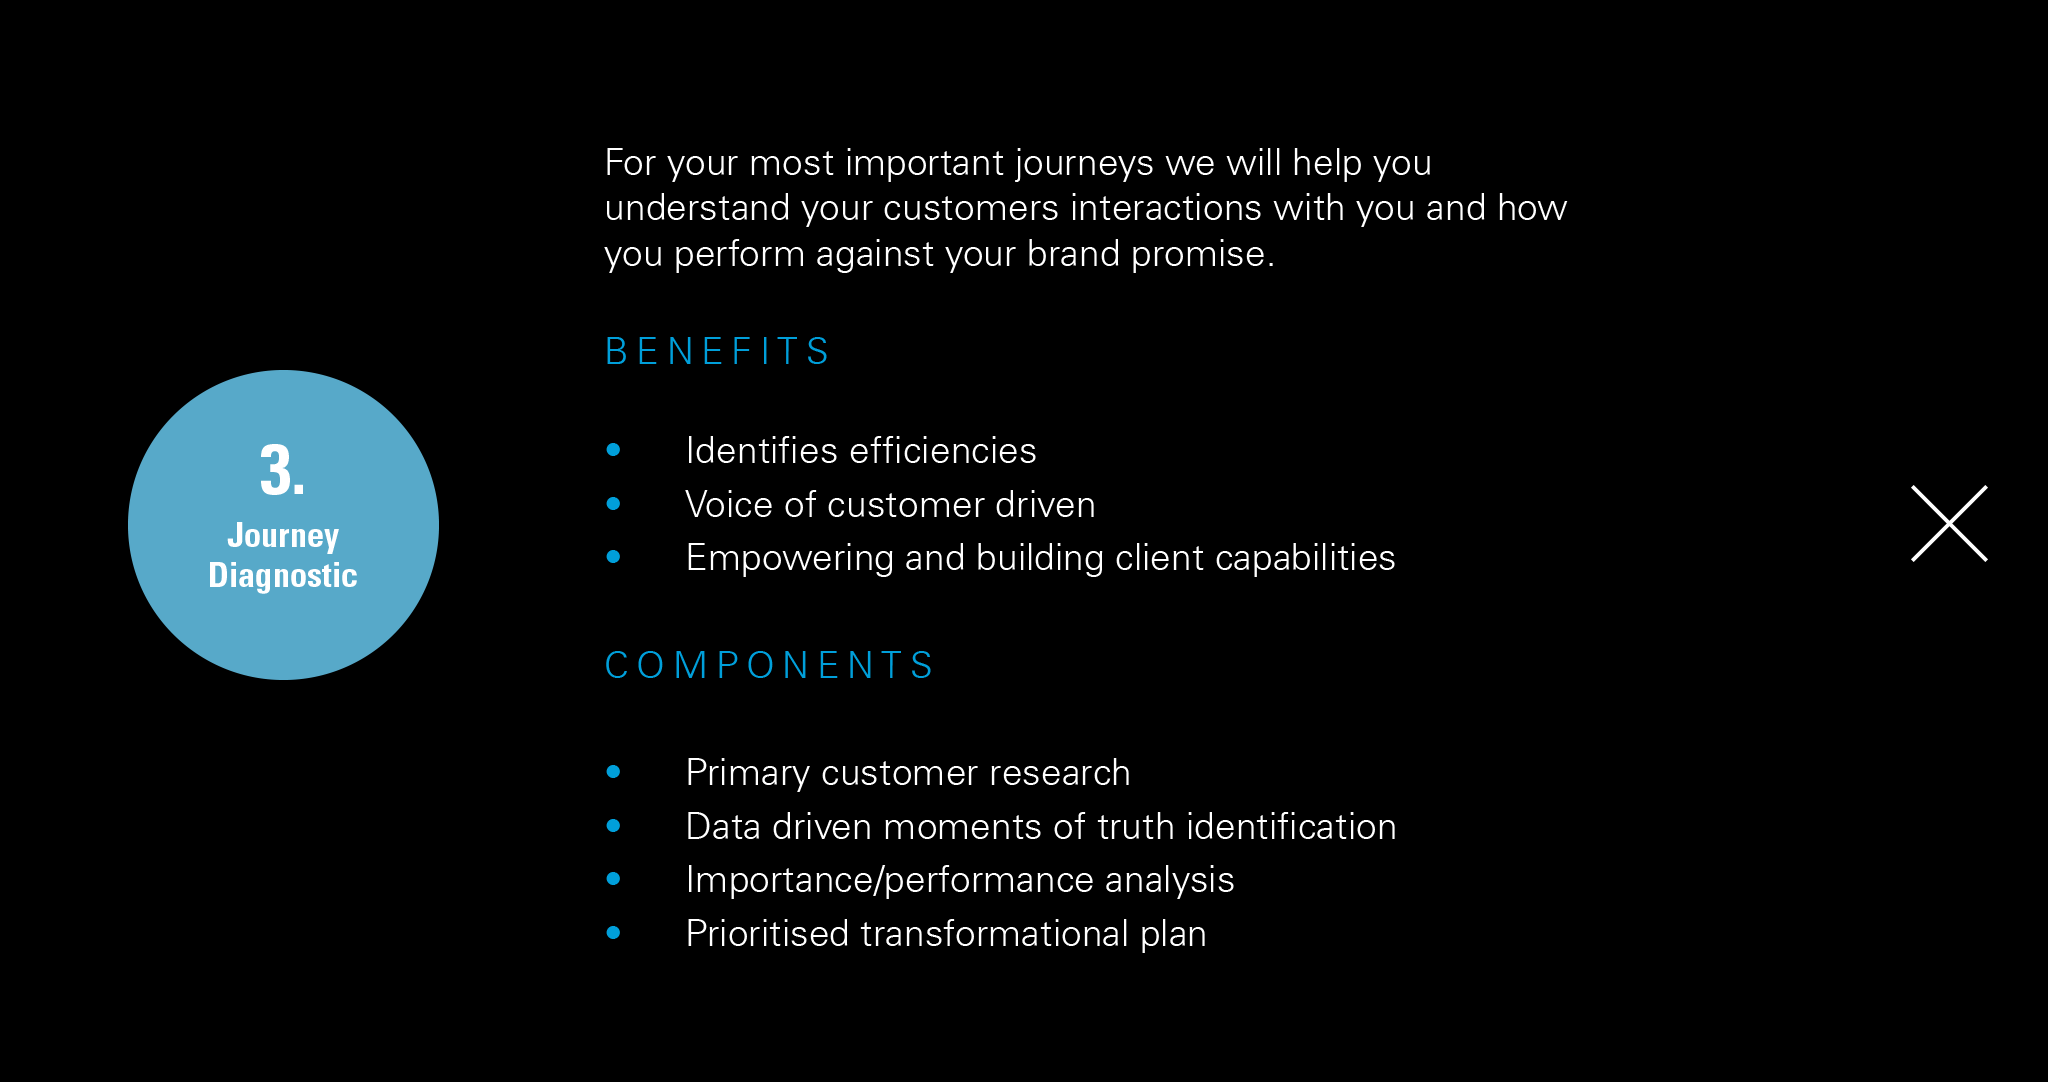 3.
Journey
Diagnostic
For your most important journeys we will help you
understand your customers interactions with you and how
you perform against your brand promise.
BENEFITS
• Identifies efficiencies
• Voice of customer driven
• Empowering and building client capabilities
COMPONENTS
• Primary customer research
• Data driven moments of truth identification
• Importance/performance analysis
• Prioritised transformational plan